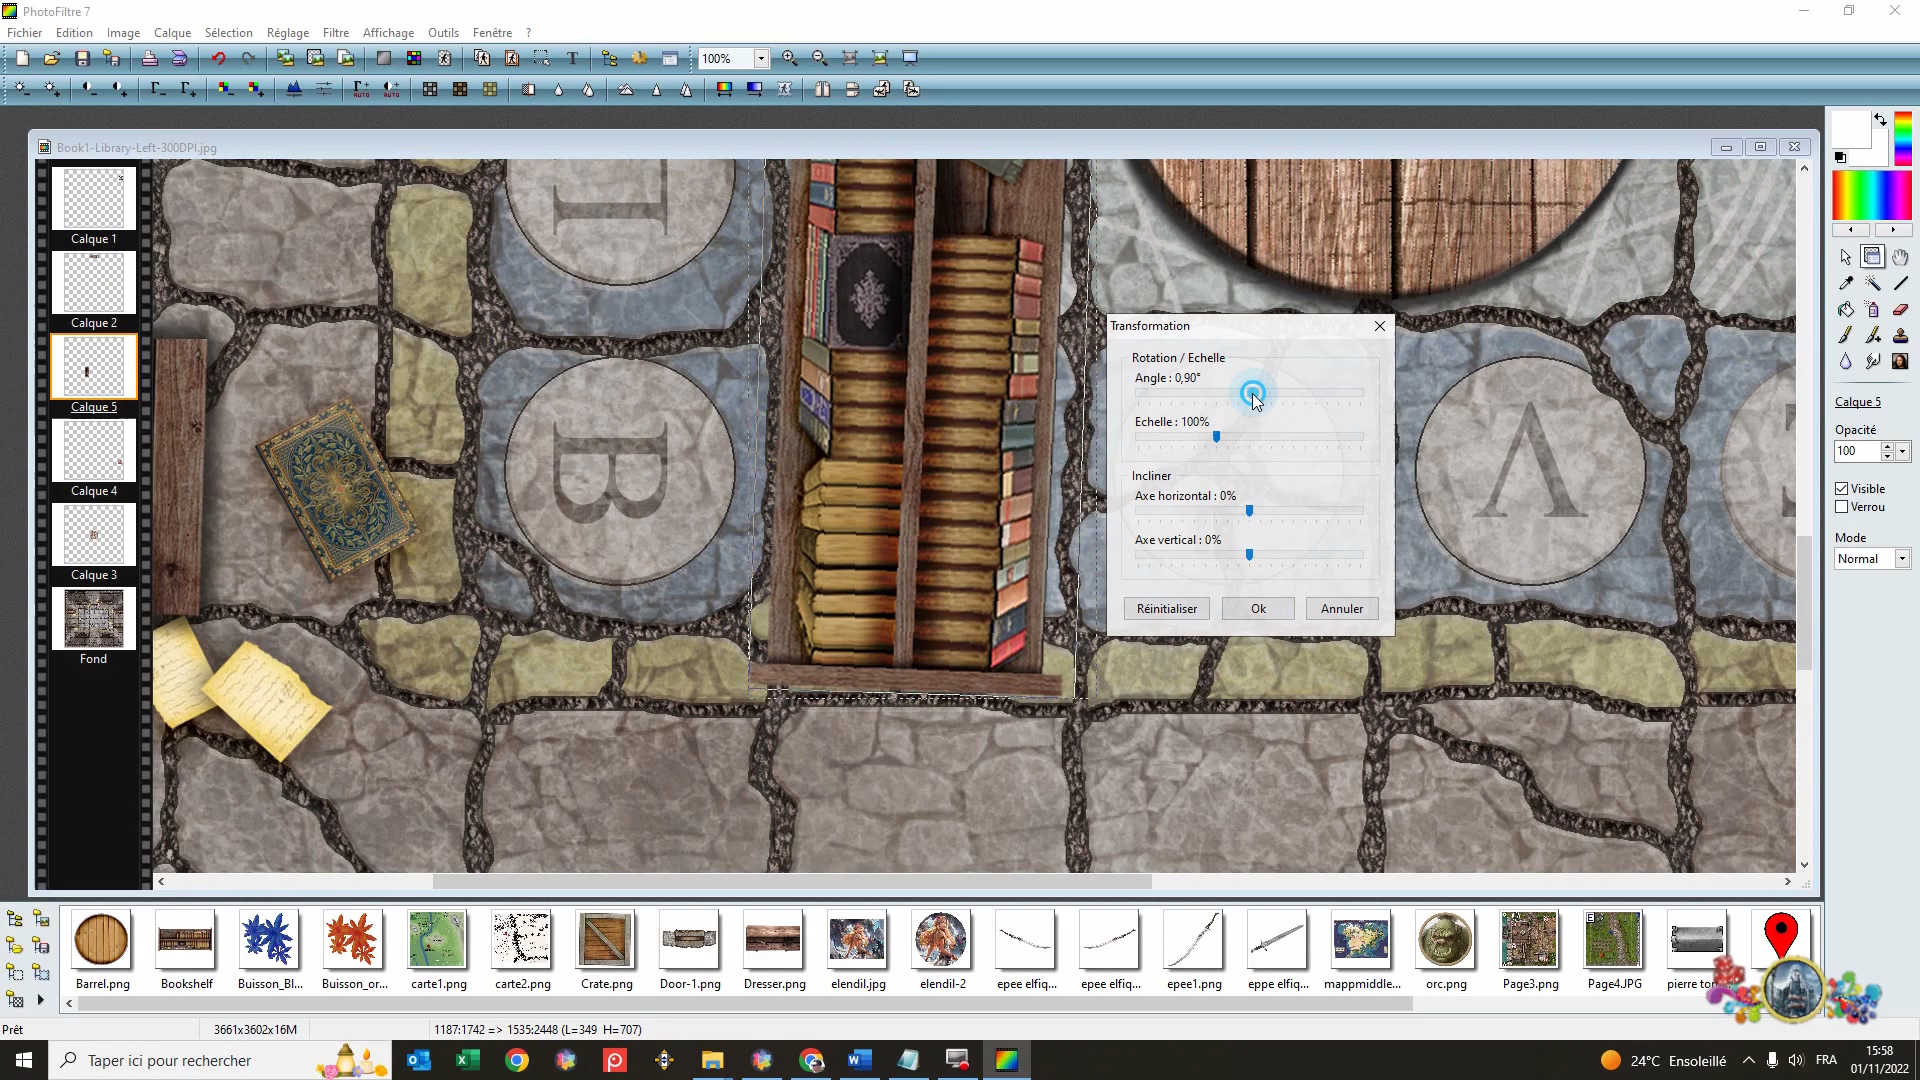 PhotoFiltre 7
Fichier Edition Image Calque Sélection Réglage Filtre Affichage Outils Fenêtre ?
100%
AUTO AUTO
Book1-Library-Left-300DPI.jpg
Calque 1
Calque 2
Calque 5
Calque 4
Calque 3
Fond
I
B
V
Transformation
Rotation / Echelle
Angle : 0,90°
Echelle : 100%
Incliner
Axe horizontal : 0%
Axe vertical : 0%
Réinitialiser Ok Annuler
Calque 5
Opacité
100
Visible
Verrou
Mode
Normal
Barrel.png Bookshelf Buisson_Bl... Buisson_or... carte1.png carte2.png Crate.png Door-1.png Dresser.png elendil.jpg elendil-2 epee elfiq... epee elfiq... epee1.png eppe elfiq... mappmiddle... orc.png Page3.png Page4.JPG
Prêt 3661x3602x16M 1187:1742 => 1535:2448 (L=349 H=707)
Taper ici pour rechercher
24°C Ensoleillé FRA
15:58
01/11/2022